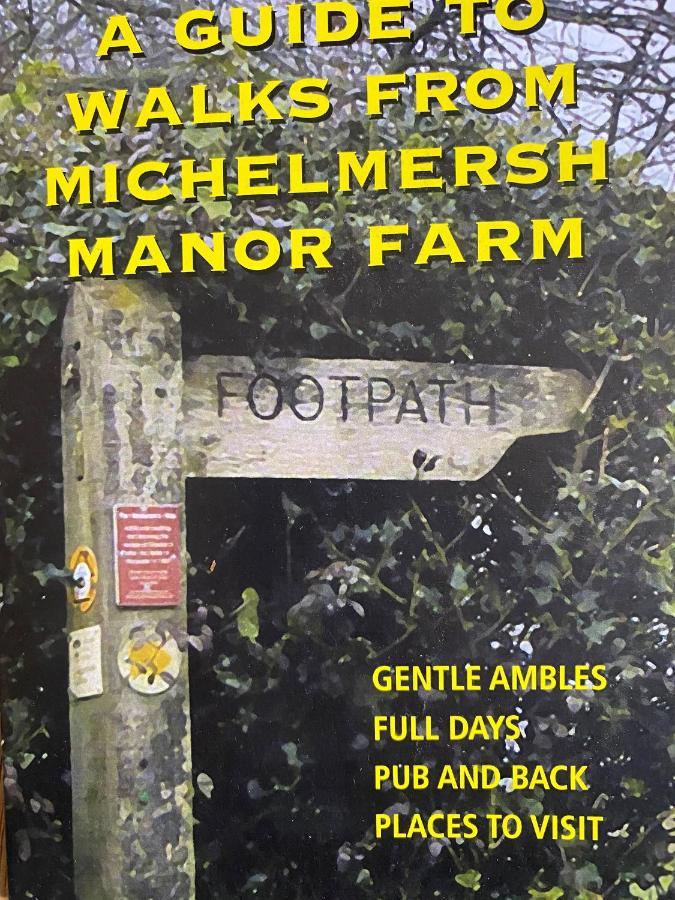 A GUIDE TO
WALKS FROM
MICHELMERSH
MANOR FARM
FOOTPATH
GENTLE AMBLES
FULL DAYS
PUB AND BACK
PLACES TO VISIT